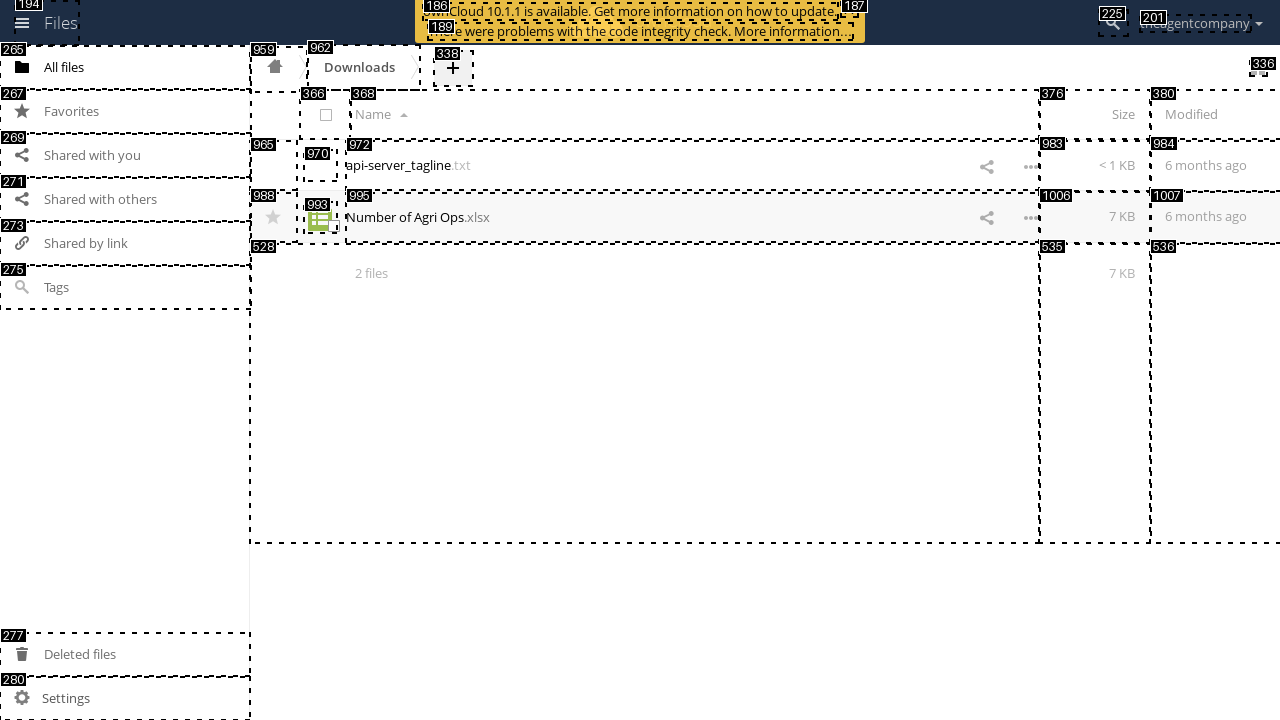 194
Files
186
ownCloud 10.1.1 is available. Get more information on how to update.
187
189
There were problems with the code integrity check. More information…
225
201
theagentcompany
265
All files
959
962
Downloads
338
+
336
267
Favorites
366
368
Name
376
Size
380
Modified
269
Shared with you
965
970
972
api-server_tagline.txt
983
< 1 KB
984
6 months ago
271
Shared with others
988
993
995
Number of Agri Ops.xlsx
1006
7 KB
1007
6 months ago
273
Shared by link
528
535
536
275
Tags
2 files
7 KB
277
Deleted files
280
Settings